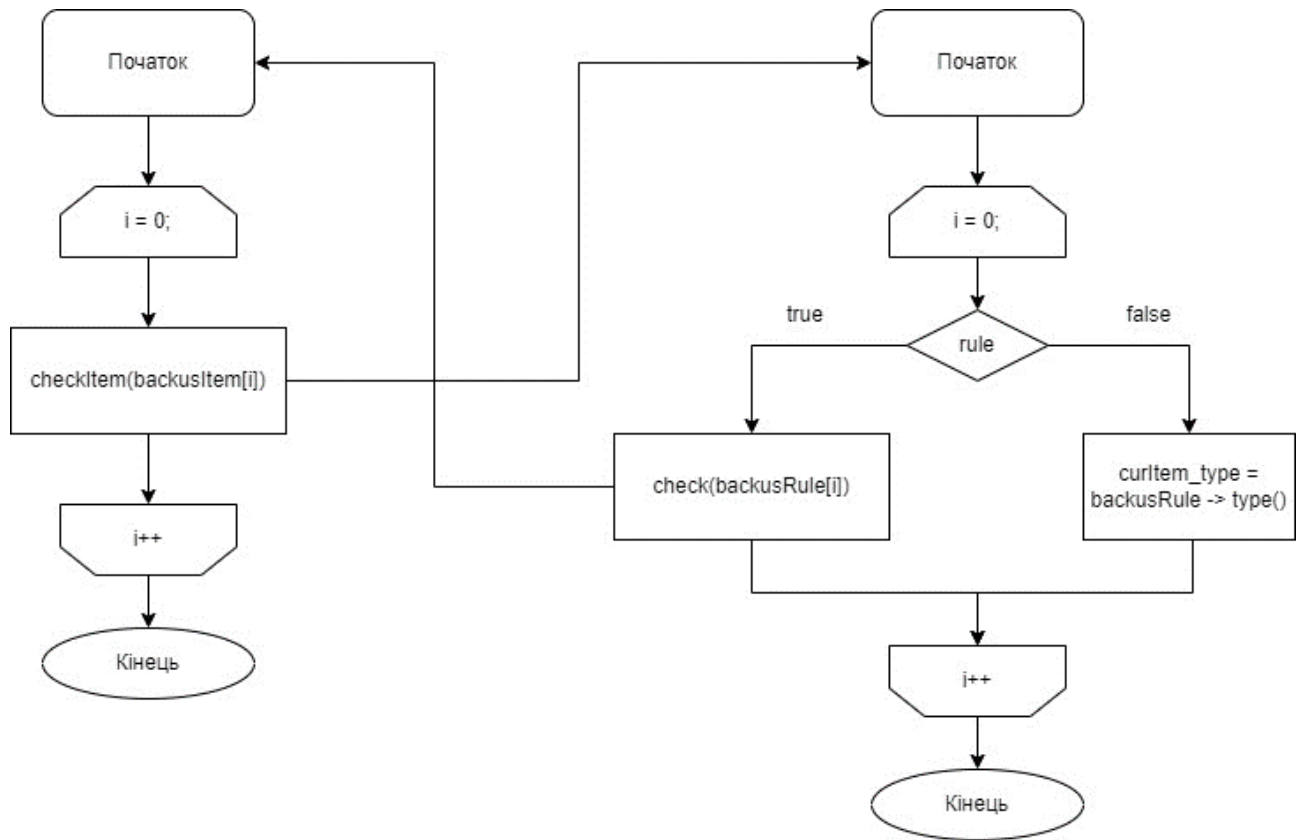 Початок
i = 0;
checkItem(backusItem[i])
i++
Кінець
Початок
i = 0;
true
false
rule
check(backusRule[i])
curItem_type =
backusRule -> type()
i++
Кінець